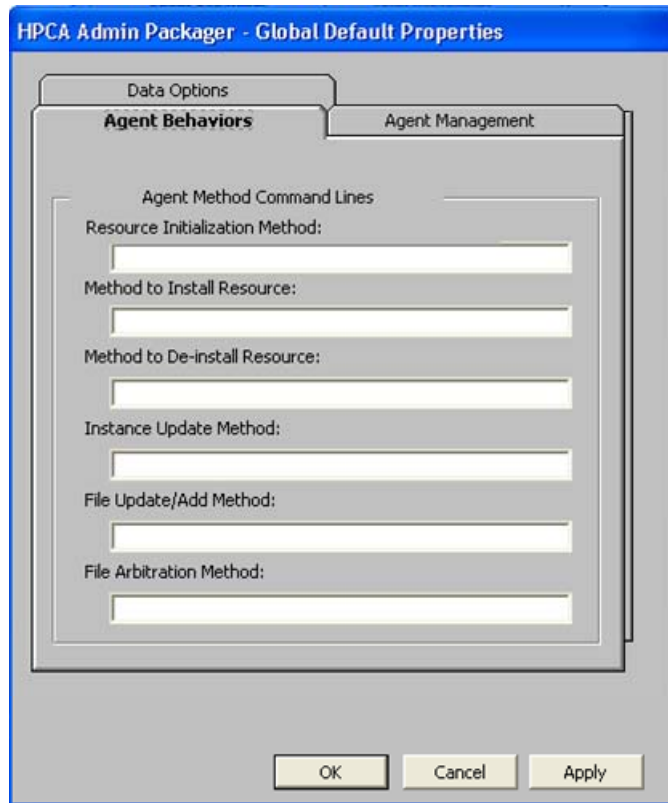 HPCA Admin Packager - Global Default Properties
Data Options
Agent Behaviors
Agent Management
Agent Method Command Lines
Resource Initialization Method:
Method to Install Resource:
Method to De-install Resource:
Instance Update Method:
File Update/Add Method:
File Arbitration Method:
OK
Cancel
Apply